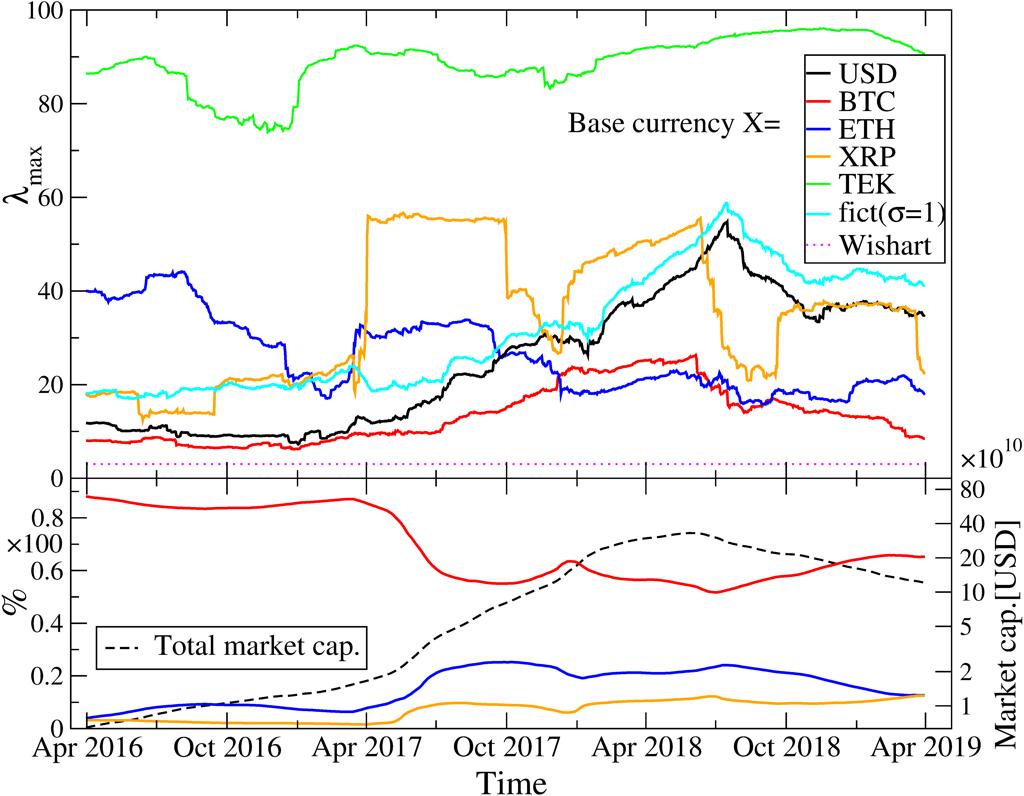 100
80
60
40
20
0
λmax
Base currency X=
USD
BTC
ETH
XRP
TEK
fict(σ=1)
Wishart
×10^10
0.8
×100
0.6
0.4
0.2
0
%
80
40
20
10
5
2
1
Market cap.[USD]
Total market cap.
Apr 2016 Oct 2016 Apr 2017 Oct 2017 Apr 2018 Oct 2018 Apr 2019
Time